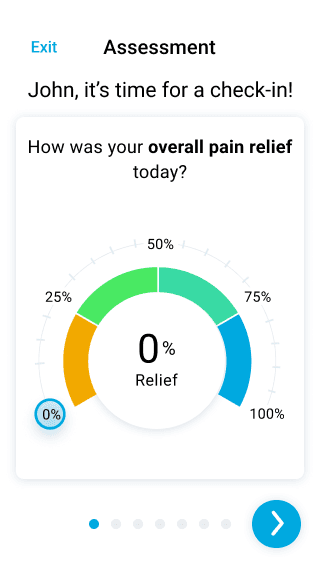 Exit
Assessment
John, it’s time for a check-in!
How was your overall pain relief
today?
50%
25%
75%
0%
Relief
0%
100%